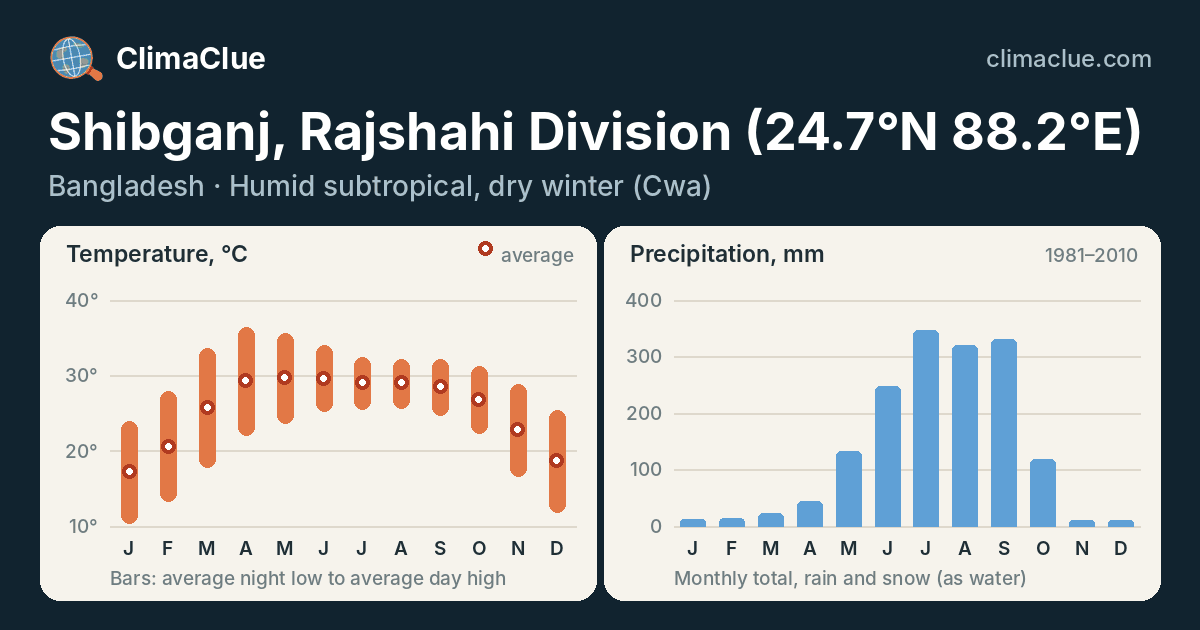 ClimaClue
climaclue.com
Shibganj, Rajshahi Division (24.7°N 88.2°E)
Bangladesh · Humid subtropical, dry winter (Cwa)
Temperature, °C
average
40°
30°
20°
10°
J F M A M J J A S O N D
Bars: average night low to average day high
Precipitation, mm
1981–2010
400
300
200
100
0
J F M A M J J A S O N D
Monthly total, rain and snow (as water)